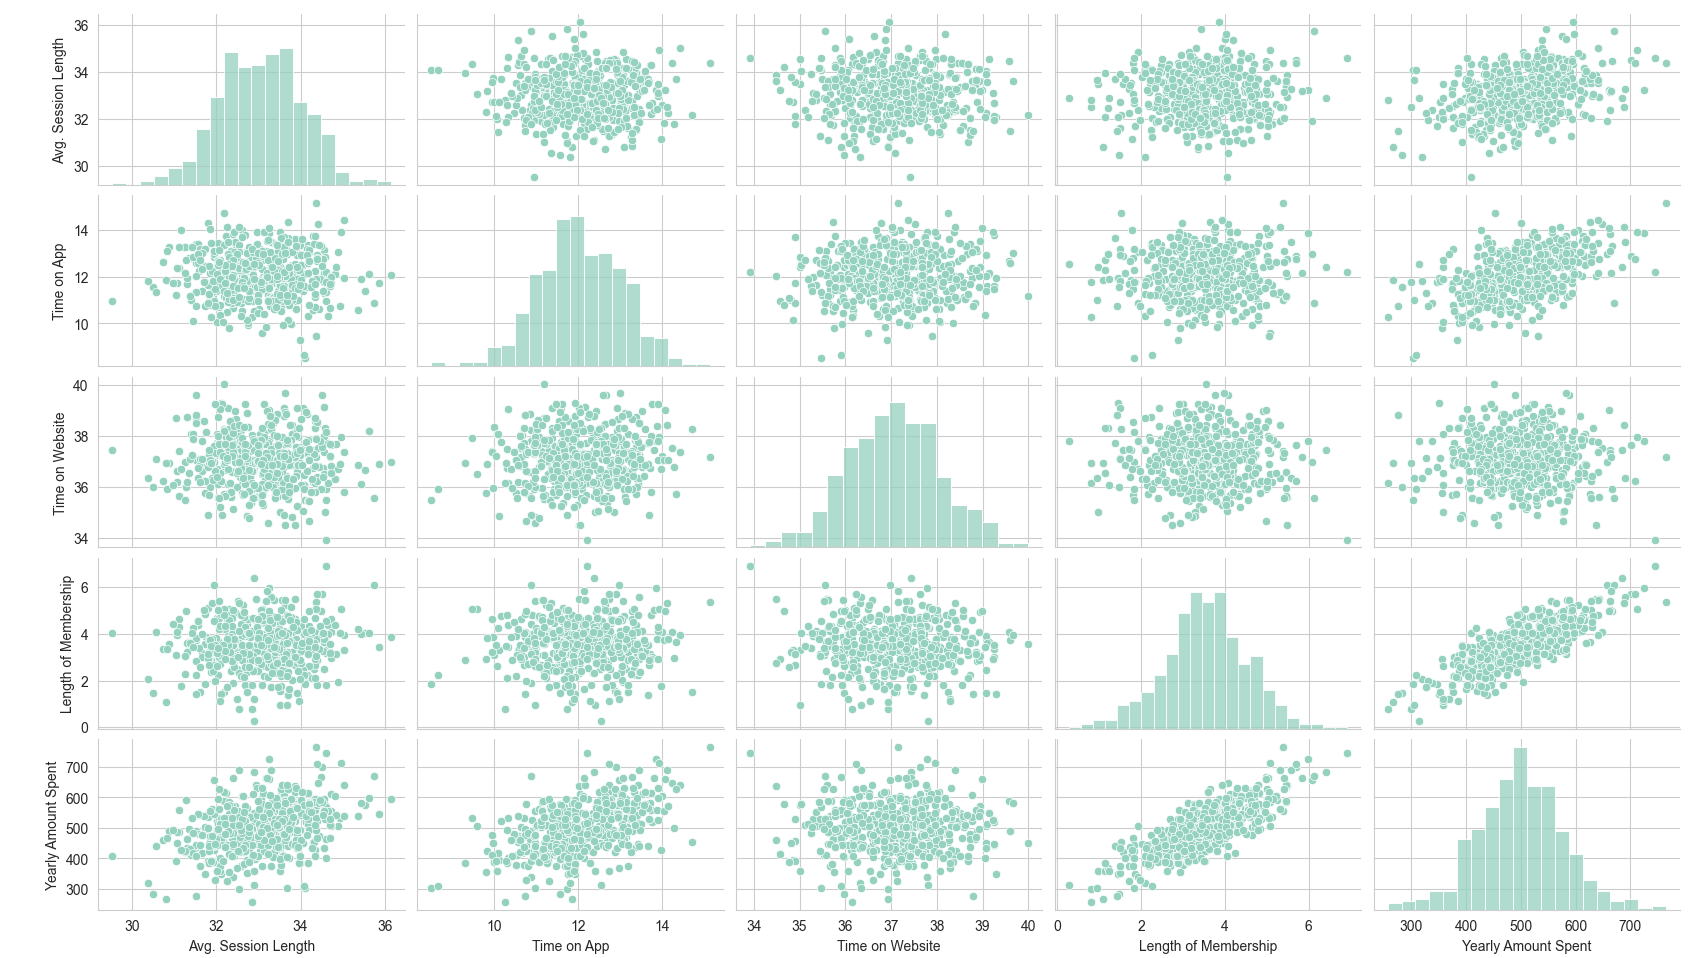 Avg. Session Length
36
34
32
30
Time on App
14
12
10
Time on Website
40
38
36
34
Length of Membership
6
4
2
0
Yearly Amount Spent
700
600
500
400
300
30 32 34 36 10 12 14 34 35 36 37 38 39 40 0 2 4 6 300 400 500 600 700
Avg. Session Length Time on App Time on Website Length of Membership Yearly Amount Spent